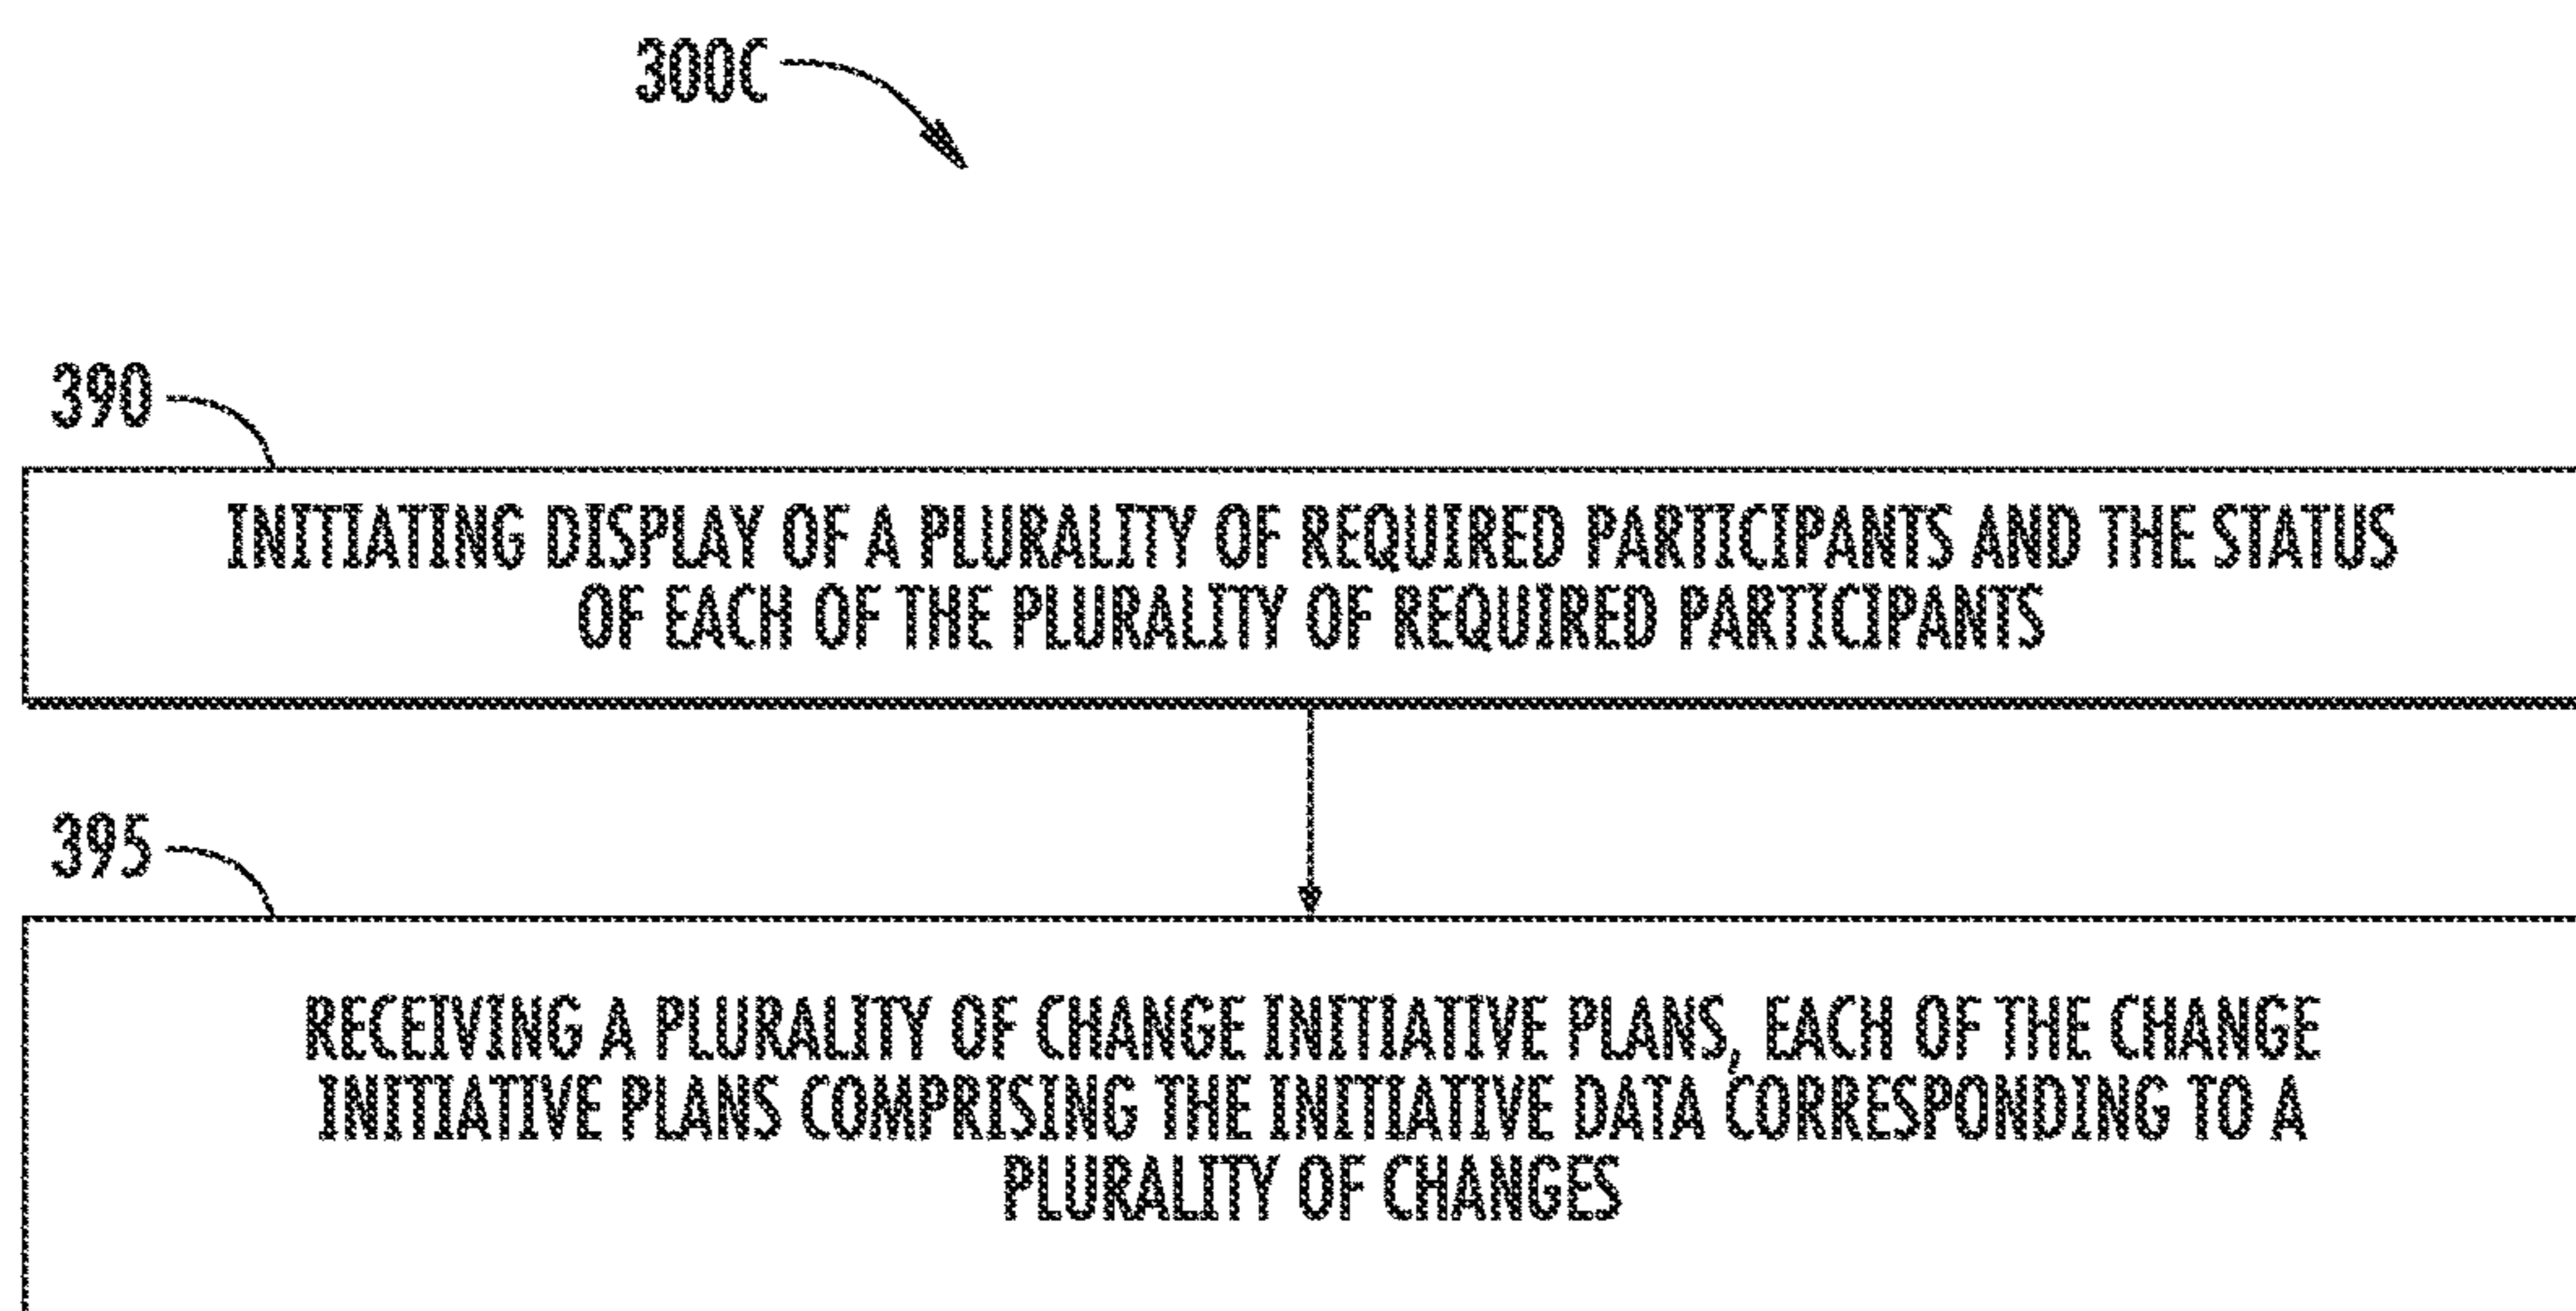 300C
390
INITIATING DISPLAY OF A PLURALITY OF REQUIRED PARTICIPANTS AND THE STATUS
OF EACH OF THE PLURALITY OF REQUIRED PARTICIPANTS
395
RECEIVING A PLURALITY OF CHANGE INITIATIVE PLANS, EACH OF THE CHANGE
INITIATIVE PLANS COMPRISING THE INITIATIVE DATA CORRESPONDING TO A
PLURALITY OF CHANGES